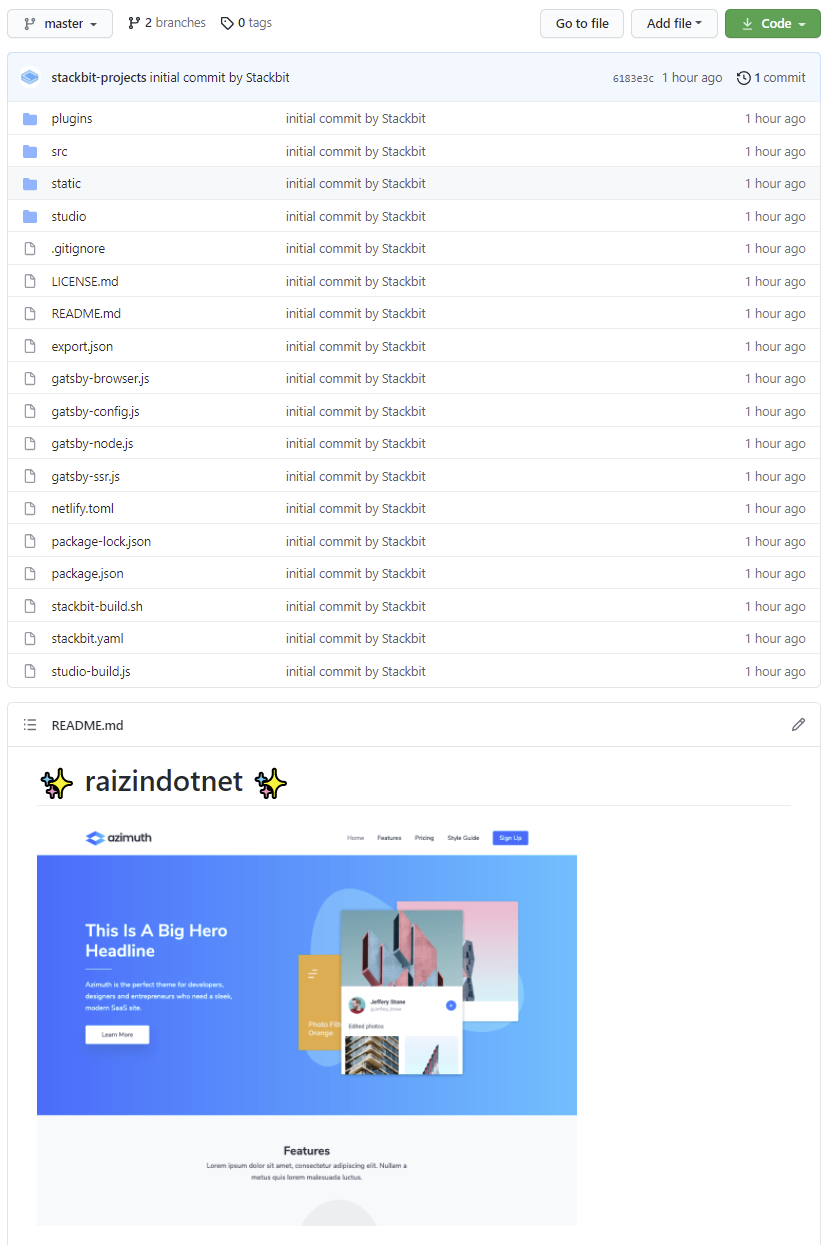 master 2 branches 0 tags Go to file Add file Code
stackbit-projects initial commit by Stackbit 6183e3c 1 hour ago 1 commit
plugins initial commit by Stackbit 1 hour ago
src initial commit by Stackbit 1 hour ago
static initial commit by Stackbit 1 hour ago
studio initial commit by Stackbit 1 hour ago
.gitignore initial commit by Stackbit 1 hour ago
LICENSE.md initial commit by Stackbit 1 hour ago
README.md initial commit by Stackbit 1 hour ago
export.json initial commit by Stackbit 1 hour ago
gatsby-browser.js initial commit by Stackbit 1 hour ago
gatsby-config.js initial commit by Stackbit 1 hour ago
gatsby-node.js initial commit by Stackbit 1 hour ago
gatsby-ssr.js initial commit by Stackbit 1 hour ago
netlify.toml initial commit by Stackbit 1 hour ago
package-lock.json initial commit by Stackbit 1 hour ago
package.json initial commit by Stackbit 1 hour ago
stackbit-build.sh initial commit by Stackbit 1 hour ago
stackbit.yaml initial commit by Stackbit 1 hour ago
studio-build.js initial commit by Stackbit 1 hour ago
README.md
✨ raizindotnet ✨
azimuth Home Features Pricing Style Guide Sign Up
This Is A Big Hero
Headline
Azimuth is the perfect theme for developers,
designers and entrepreneurs who need a sleek,
modern SaaS site.
Learn More
Jeffery Stone
Photo
Orange
Edited photos
Features
Lorem ipsum dolor sit amet, consectetur adipiscing elit. Nullam a
metus quis lorem malesuada luctus.